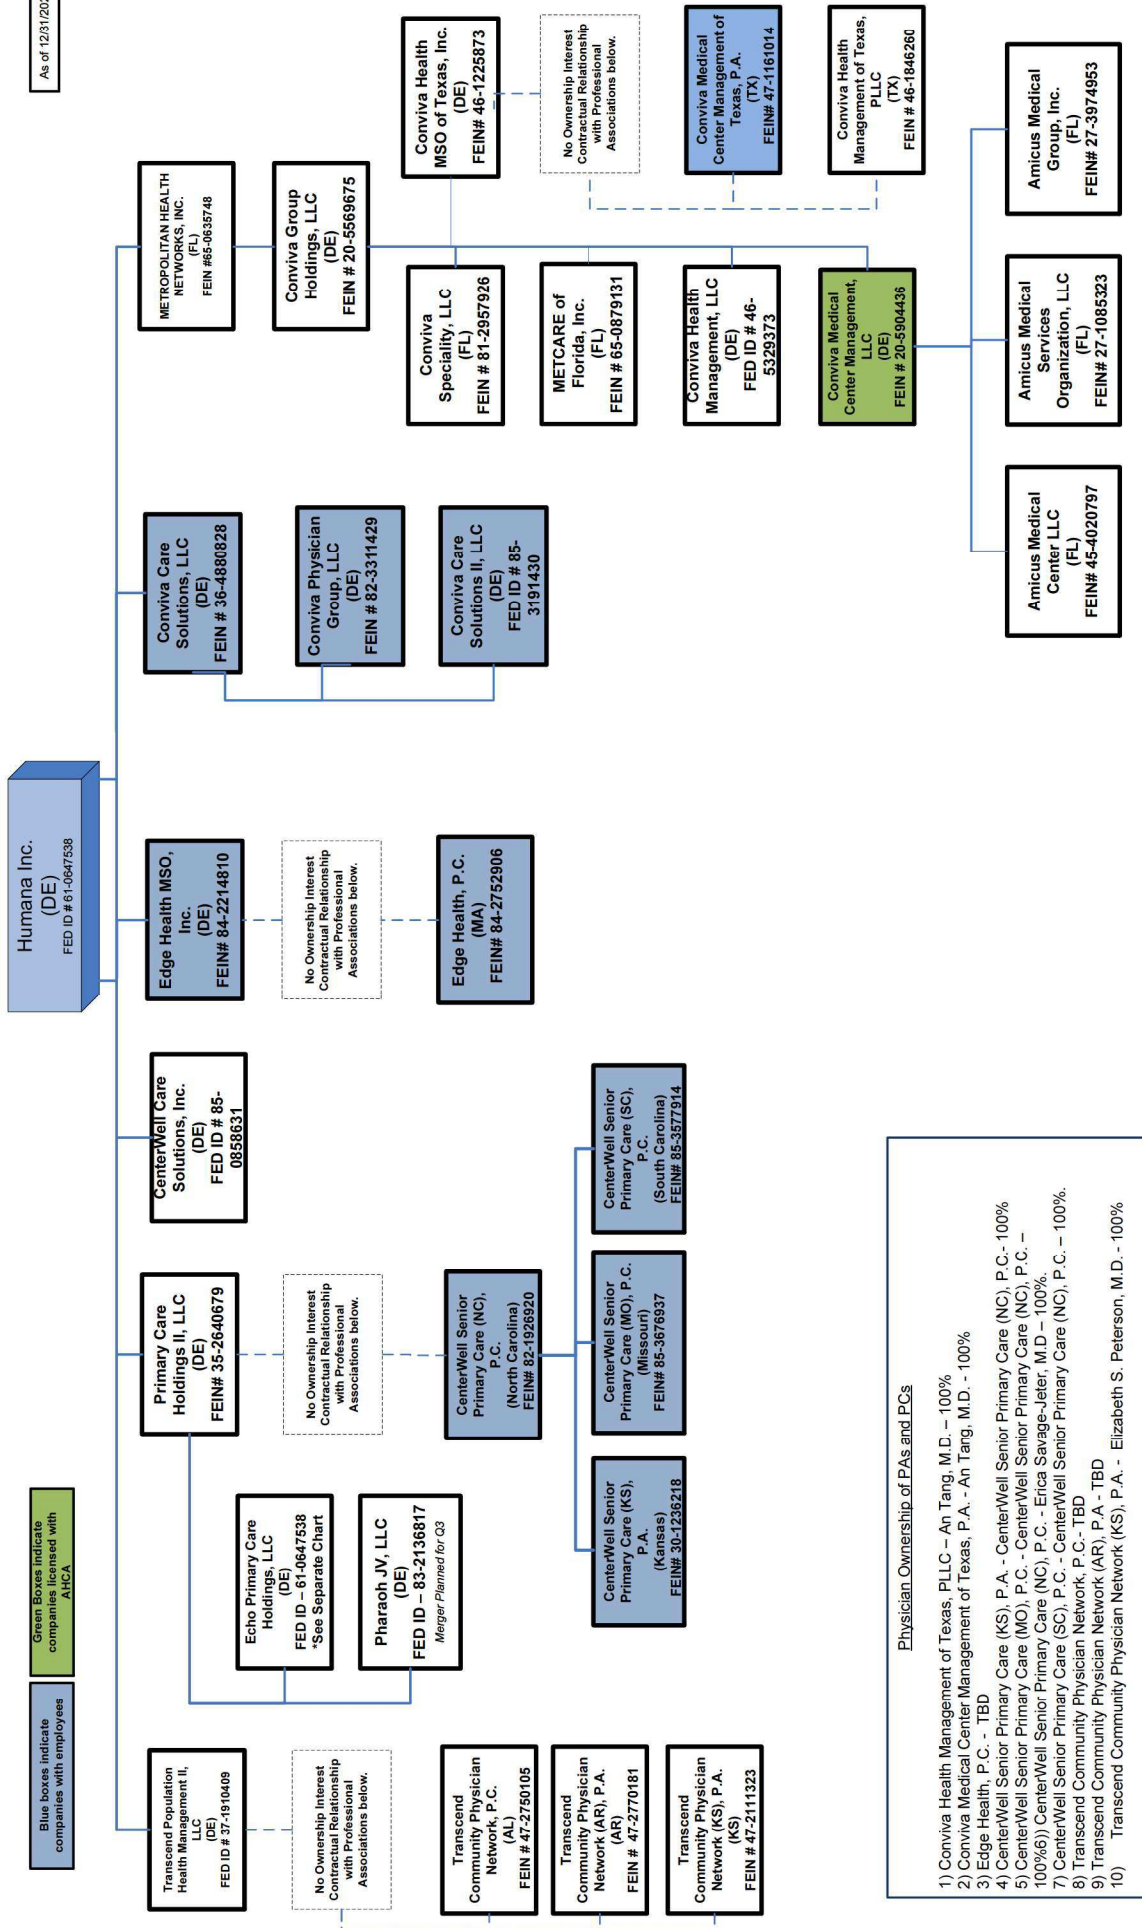 As of 12/31/202
Humana Inc.
(DE)
FED ID # 61-0647538
Blue boxes indicate
companies with employees
Green Boxes indicate
companies licensed with
AHCA
Transcend Population
Health Management II,
LLC
(DE)
FED ID # 37-1910409
No Ownership Interest
Contractual Relationship
with Professional
Associations below.
Transcend
Community Physician
Network, P.C.
(AL)
FEIN # 47-2750105
Transcend
Community Physician
Network (AR), P.A.
(AR)
FEIN # 47-2770181
Transcend
Community Physician
Network (KS), P.A.
(KS)
FEIN # 47-2111323
Primary Care
Holdings II, LLC
(DE)
FEIN# 35-2640679
Echo Primary Care
Holdings, LLC
(DE)
FED ID – 61-0647538
*See Separate Chart
Pharaoh JV, LLC
(DE)
FED ID – 83-2136817
Merger Planned for Q3
No Ownership Interest
Contractual Relationship
with Professional
Associations below.
CenterWell Senior
Primary Care (NC),
P.C.
(North Carolina)
FEIN# 82-1926920
CenterWell Senior
Primary Care (KS),
P.A.
(Kansas)
FEIN# 30-1236218
CenterWell Senior
Primary Care (MO), P.C.
(Missouri)
FEIN# 85-3676937
CenterWell Senior
Primary Care (SC),
P.C.
(South Carolina)
FEIN# 85-3577914
CenterWell Care
Solutions, Inc.
(DE)
FED ID # 85-
0858631
Edge Health MSO,
Inc.
(DE)
FEIN# 84-2214810
No Ownership Interest
Contractual Relationship
with Professional
Associations below.
Edge Health, P.C.
(MA)
FEIN# 84-2752906
Conviva Care
Solutions, LLC
(DE)
FEIN # 36-4880828
Conviva Physician
Group, LLC
(DE)
FEIN # 82-3311429
Conviva Care
Solutions II, LLC
(DE)
FED ID # 85-
3191430
METROPOLITAN HEALTH
NETWORKS, INC.
(FL)
FEIN #65-0635748
Conviva Group
Holdings, LLC
(DE)
FEIN # 20-5569675
Conviva
Speciality, LLC
(FL)
FEIN # 81-2957926
METCARE of
Florida, Inc.
(FL)
FEIN # 65-0879131
Conviva Health
Management, LLC
(DE)
FED ID # 46-
5329373
Conviva Medical
Center Management,
LLC
(DE)
FEIN # 20-5904436
Conviva Health
MSO of Texas, Inc.
(DE)
FEIN# 46-1225873
No Ownership Interest
Contractual Relationship
with Professional
Associations below.
Conviva Medical
Center Management of
Texas, P.A.
(TX)
FEIN# 47-1161014
Conviva Health
Management of Texas,
PLLC
(TX)
FEIN # 46-1846260
Amicus Medical
Center LLC
(FL)
FEIN# 45-4020797
Amicus Medical
Services
Organization, LLC
(FL)
FEIN# 27-1085323
Amicus Medical
Group, Inc.
(FL)
FEIN# 27-3974953
Physician Ownership of PAs and PCs
1) Conviva Health Management of Texas, PLLC – An Tang, M.D. – 100%
2) Conviva Medical Center Management of Texas, P.A. - An Tang, M.D. - 100%
3) Edge Health, P.C. - TBD
4) CenterWell Senior Primary Care (KS), P.A. - CenterWell Senior Primary Care (NC), P.C.- 100%
5) CenterWell Senior Primary Care (MO), P.C. - CenterWell Senior Primary Care (NC), P.C. –
100%6)) CenterWell Senior Primary Care (NC), P.C. - Erica Savage-Jeter, M.D – 100%.
7) CenterWell Senior Primary Care (SC), P.C. - CenterWell Senior Primary Care (NC), P.C. – 100%.
8) Transcend Community Physician Network, P.C.- TBD
9) Transcend Community Physician Network (AR), P.A - TBD
10) Transcend Community Physician Network (KS), P.A. - Elizabeth S. Peterson, M.D. - 100%